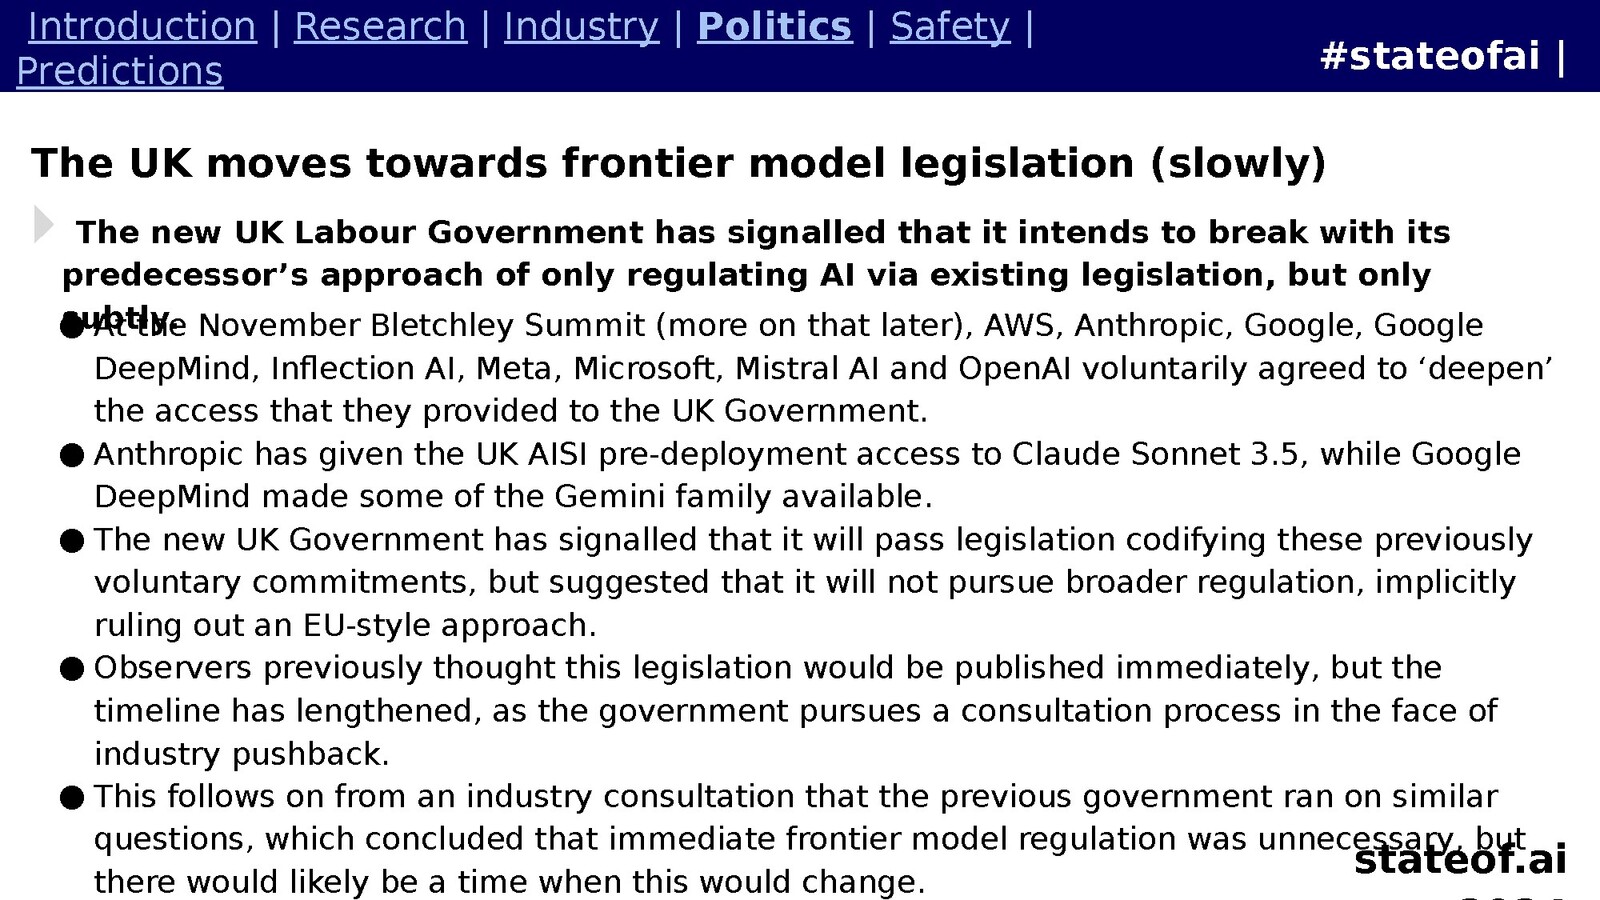 Introduction | Research | Industry | Politics | Safety |
Predictions
#stateofai |
The UK moves towards frontier model legislation (slowly)
The new UK Labour Government has signalled that it intends to break with its
predecessor’s approach of only regulating AI via existing legislation, but only
subtly.
● At the November Bletchley Summit (more on that later), AWS, Anthropic, Google, Google
DeepMind, Inflection AI, Meta, Microsoft, Mistral AI and OpenAI voluntarily agreed to ‘deepen’
the access that they provided to the UK Government.
● Anthropic has given the UK AISI pre-deployment access to Claude Sonnet 3.5, while Google
DeepMind made some of the Gemini family available.
● The new UK Government has signalled that it will pass legislation codifying these previously
voluntary commitments, but suggested that it will not pursue broader regulation, implicitly
ruling out an EU-style approach.
● Observers previously thought this legislation would be published immediately, but the
timeline has lengthened, as the government pursues a consultation process in the face of
industry pushback.
● This follows on from an industry consultation that the previous government ran on similar
questions, which concluded that immediate frontier model regulation was unnecessary, but
there would likely be a time when this would change.
stateof.ai